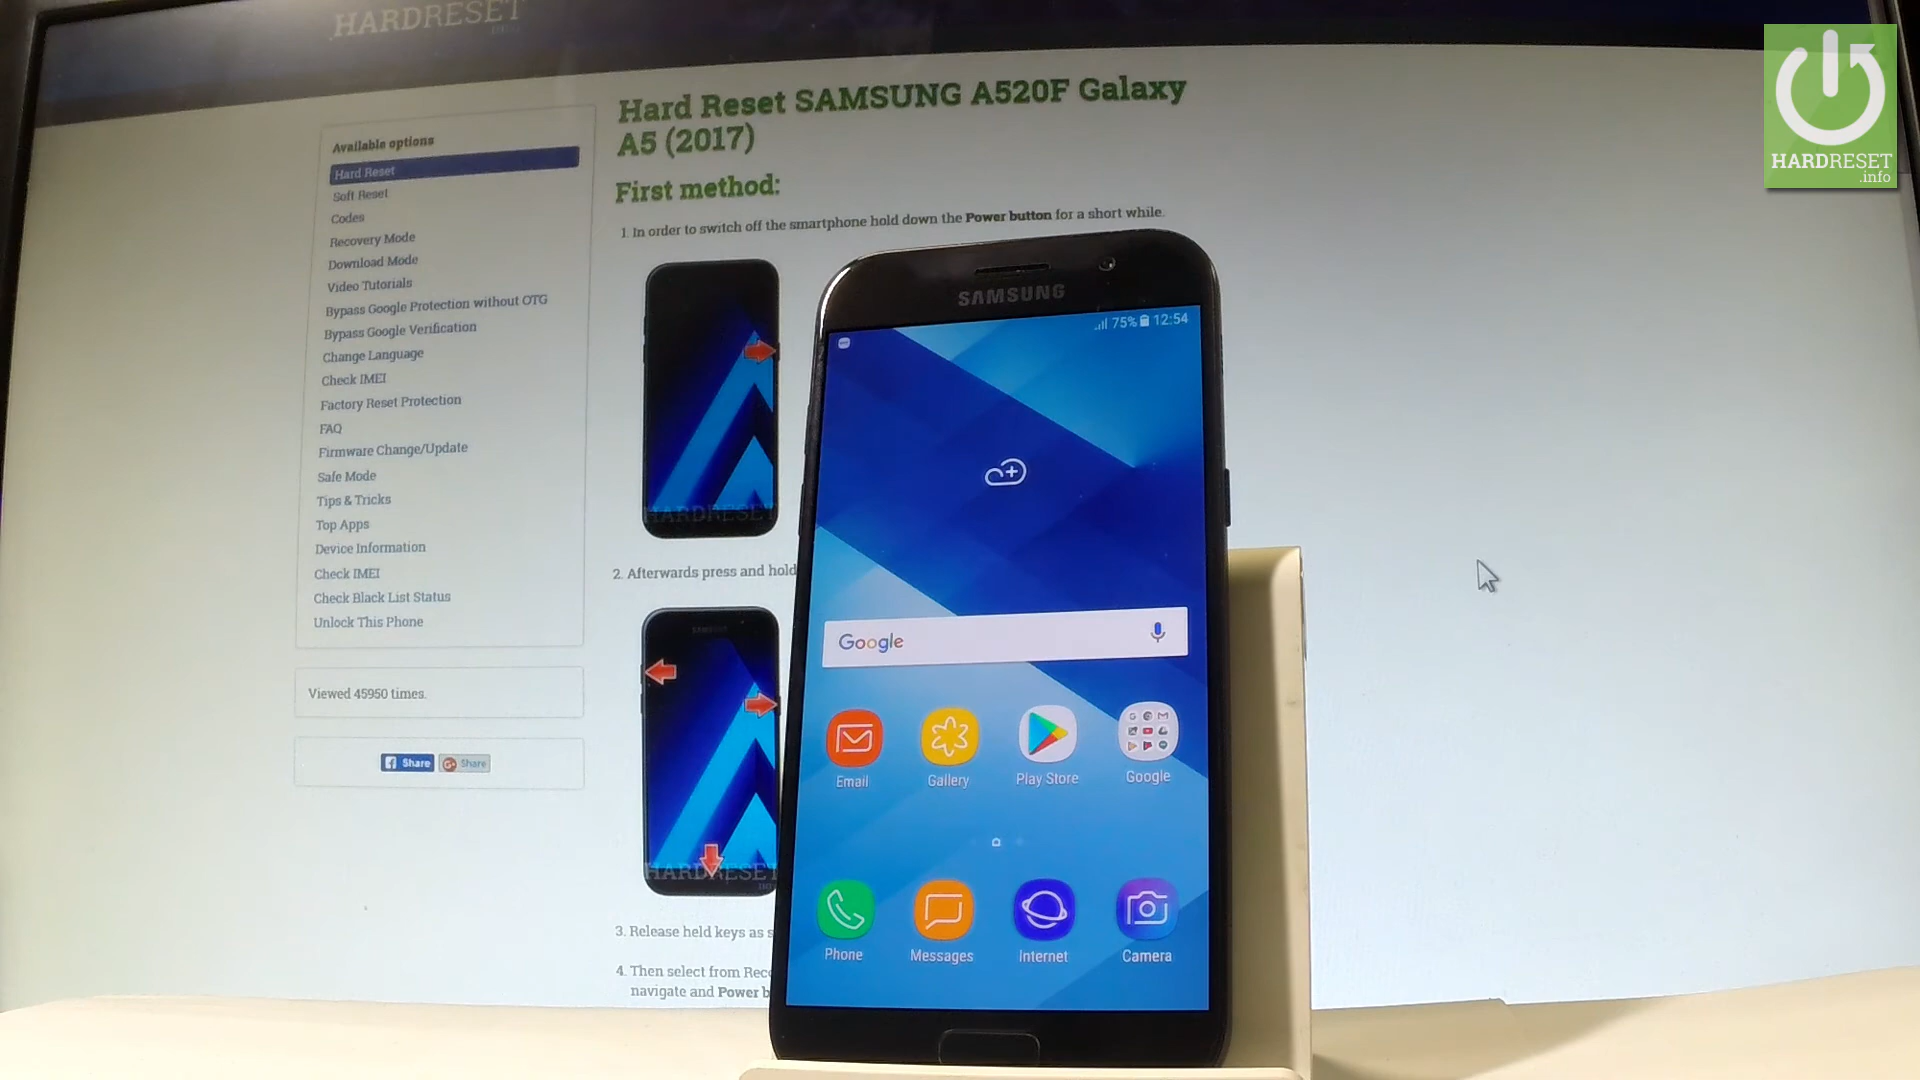 HARDRESET
HARDRESET
.info
Available options
Hard Reset
Soft Reset
Codes
Recovery Mode
Download Mode
Video Tutorials
Bypass Google Protection without OTG
Bypass Google Verification
Change Language
Check IMEI
Factory Reset Protection
FAQ
Firmware Change/Update
Safe Mode
Tips & Tricks
Top Apps
Device Information
Check IMEI
Check Black List Status
Unlock This Phone
Viewed 45950 times.
Share
Share
Hard Reset SAMSUNG A520F Galaxy
A5 (2017)
First method:
1. In order to switch off the smartphone hold down the Power button for a short while.
HARDRESET
2. Afterwards press and hold
SAMSUNG
HARDRESET
3. Release held keys as
4. Then select from
navigate and Power
SAMSUNG
75% 12:54
Google
Email
Gallery
Play Store
Google
Phone
Messages
Internet
Camera